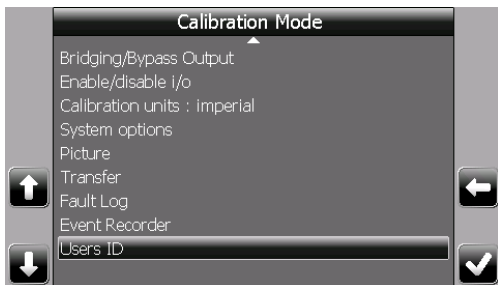 Calibration Mode
Bridging/Bypass Output
Enable/disable i/o
Calibration units : imperial
System options
Picture
Transfer
Fault Log
Event Recorder
Users ID